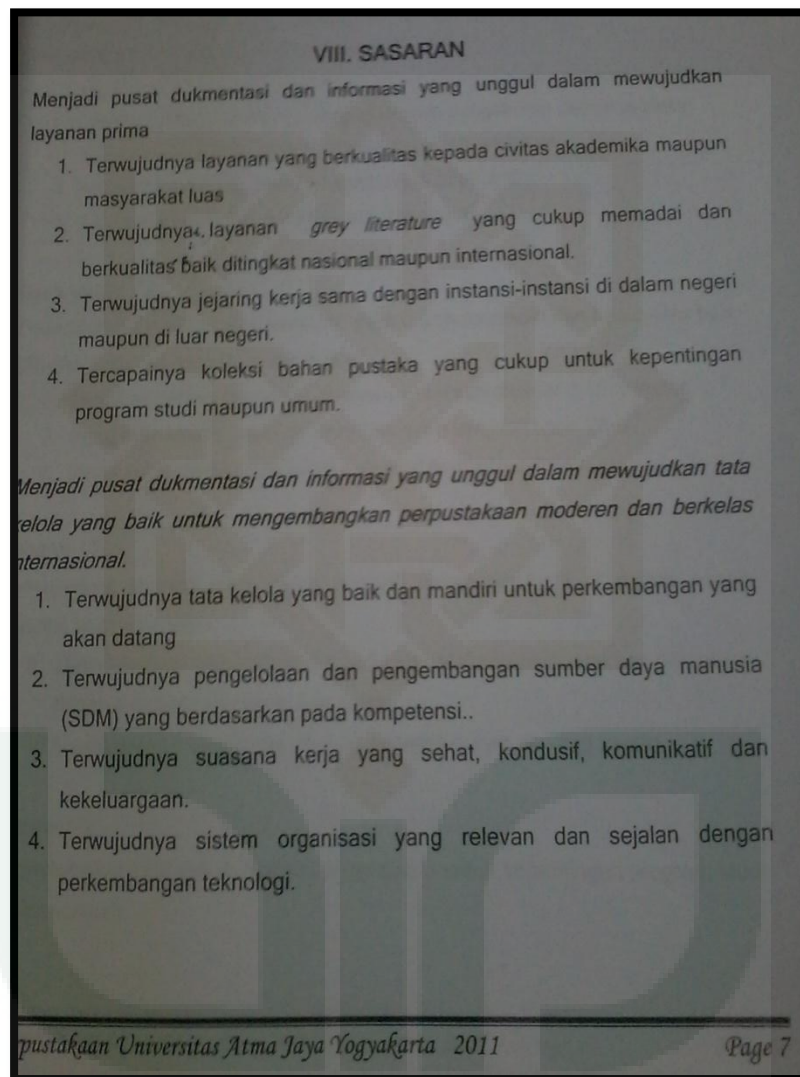 VIII. SASARAN
Menjadi pusat dukmentasi dan informasi yang unggul dalam mewujudkan
layanan prima
1. Terwujudnya layanan yang berkualitas kepada civitas akademika maupun
masyarakat luas
2. Terwujudnya layanan grey literature yang cukup memadai dan
berkualitas baik ditingkat nasional maupun internasional.
3. Terwujudnya jejaring kerja sama dengan instansi-instansi di dalam negeri
maupun di luar negeri.
4. Tercapainya koleksi bahan pustaka yang cukup untuk kepentingan
program studi maupun umum.
Menjadi pusat dukmentasi dan informasi yang unggul dalam mewujudkan tata
kelola yang baik untuk mengembangkan perpustakaan moderen dan berkelas
nternasional.
1. Terwujudnya tata kelola yang baik dan mandiri untuk perkembangan yang
akan datang
2. Terwujudnya pengelolaan dan pengembangan sumber daya manusia
(SDM) yang berdasarkan pada kompetensi..
3. Terwujudnya suasana kerja yang sehat, kondusif, komunikatif dan
kekeluargaan.
4. Terwujudnya sistem organisasi yang relevan dan sejalan dengan
perkembangan teknologi.
pustakaan Universitas Atma Jaya Yogyakarta 2011 Page 7